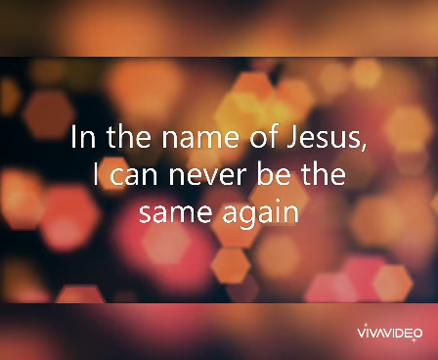 In the name of Jesus,
I can never be the
same again
VIVAVIDEO